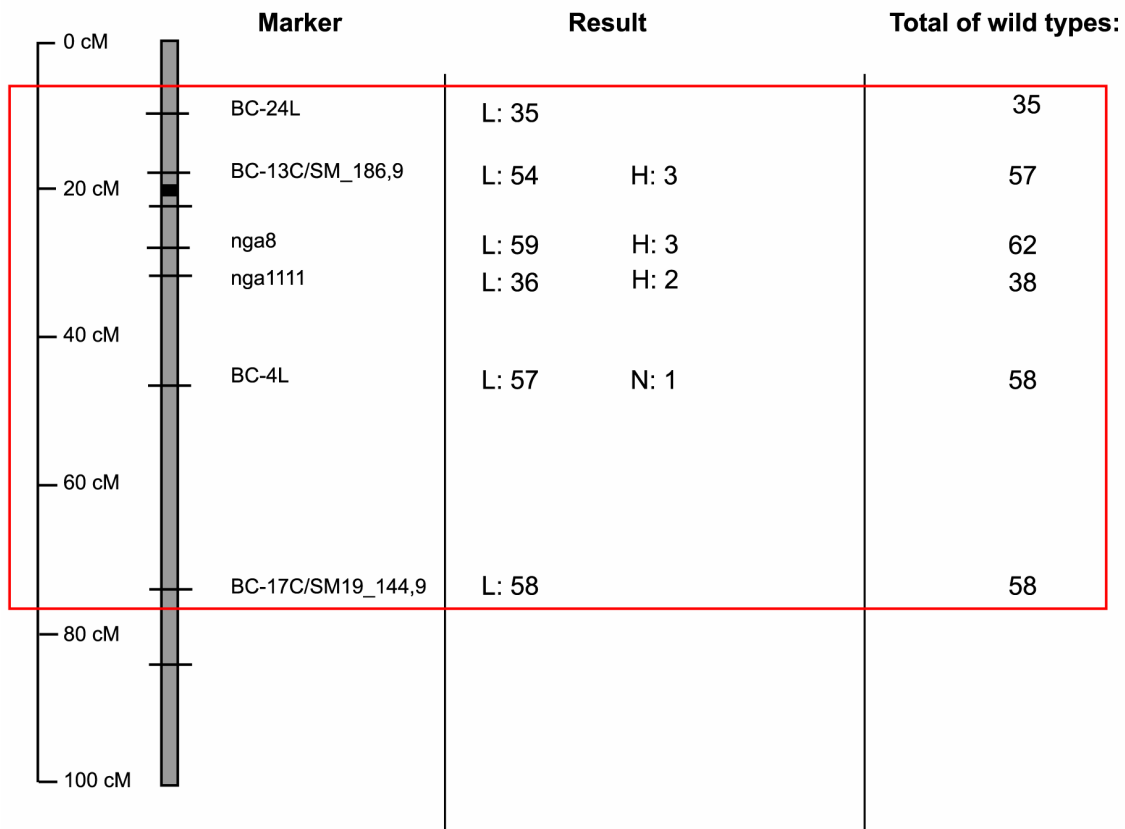 Marker Result Total of wild types:
0 cM
BC-24L L: 35 35
BC-13C/SM_186,9 L: 54 H: 3 57
20 cM
nga8 L: 59 H: 3 62
nga1111 L: 36 H: 2 38
40 cM
BC-4L L: 57 N: 1 58
60 cM
BC-17C/SM19_144,9 L: 58 58
80 cM
100 cM